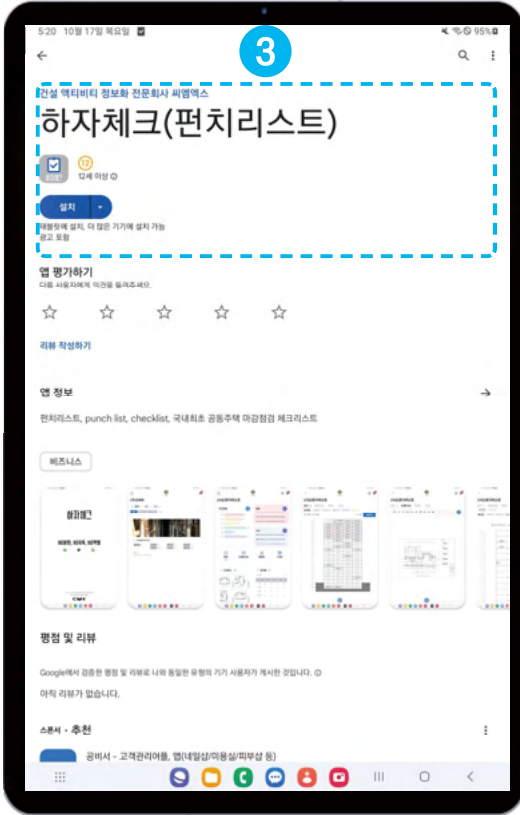 5:20 10월 17일 목요일
95%
3
건설 액티비티 정보화 전문회사 씨엠엑스
하자체크(펀치리스트)
12
12세 이상
설치
태블릿에 설치, 더 많은 기기에 설치 가능
광고 포함
앱 평가하기
다른 사용자에게 의견을 들려주세요.
리뷰 작성하기
앱 정보
펀치리스트, punch list, checklist, 국내최초 공동주택 마감점검 체크리스트
비즈니스
하자체크
CMX
평점 및 리뷰
Google에서 검증한 평점 및 리뷰로 나와 동일한 유형의 기기 사용자가 게시한 것입니다.
아직 리뷰가 없습니다.
스폰서 · 추천
공비서 - 고객관리어플, 앱(네일샵/미용실/피부샵 등)